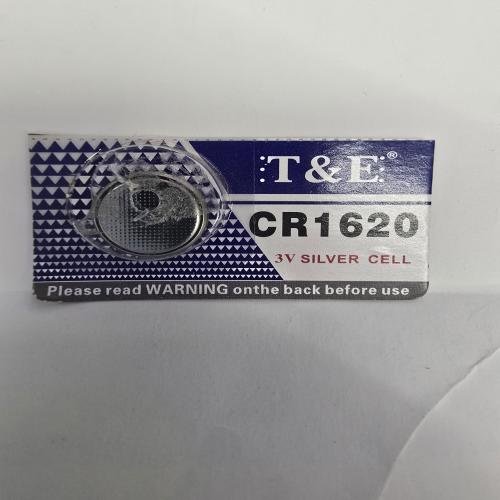 T&E®
CR1620
3V SILVER CELL
Please read WARNING onthe back before use